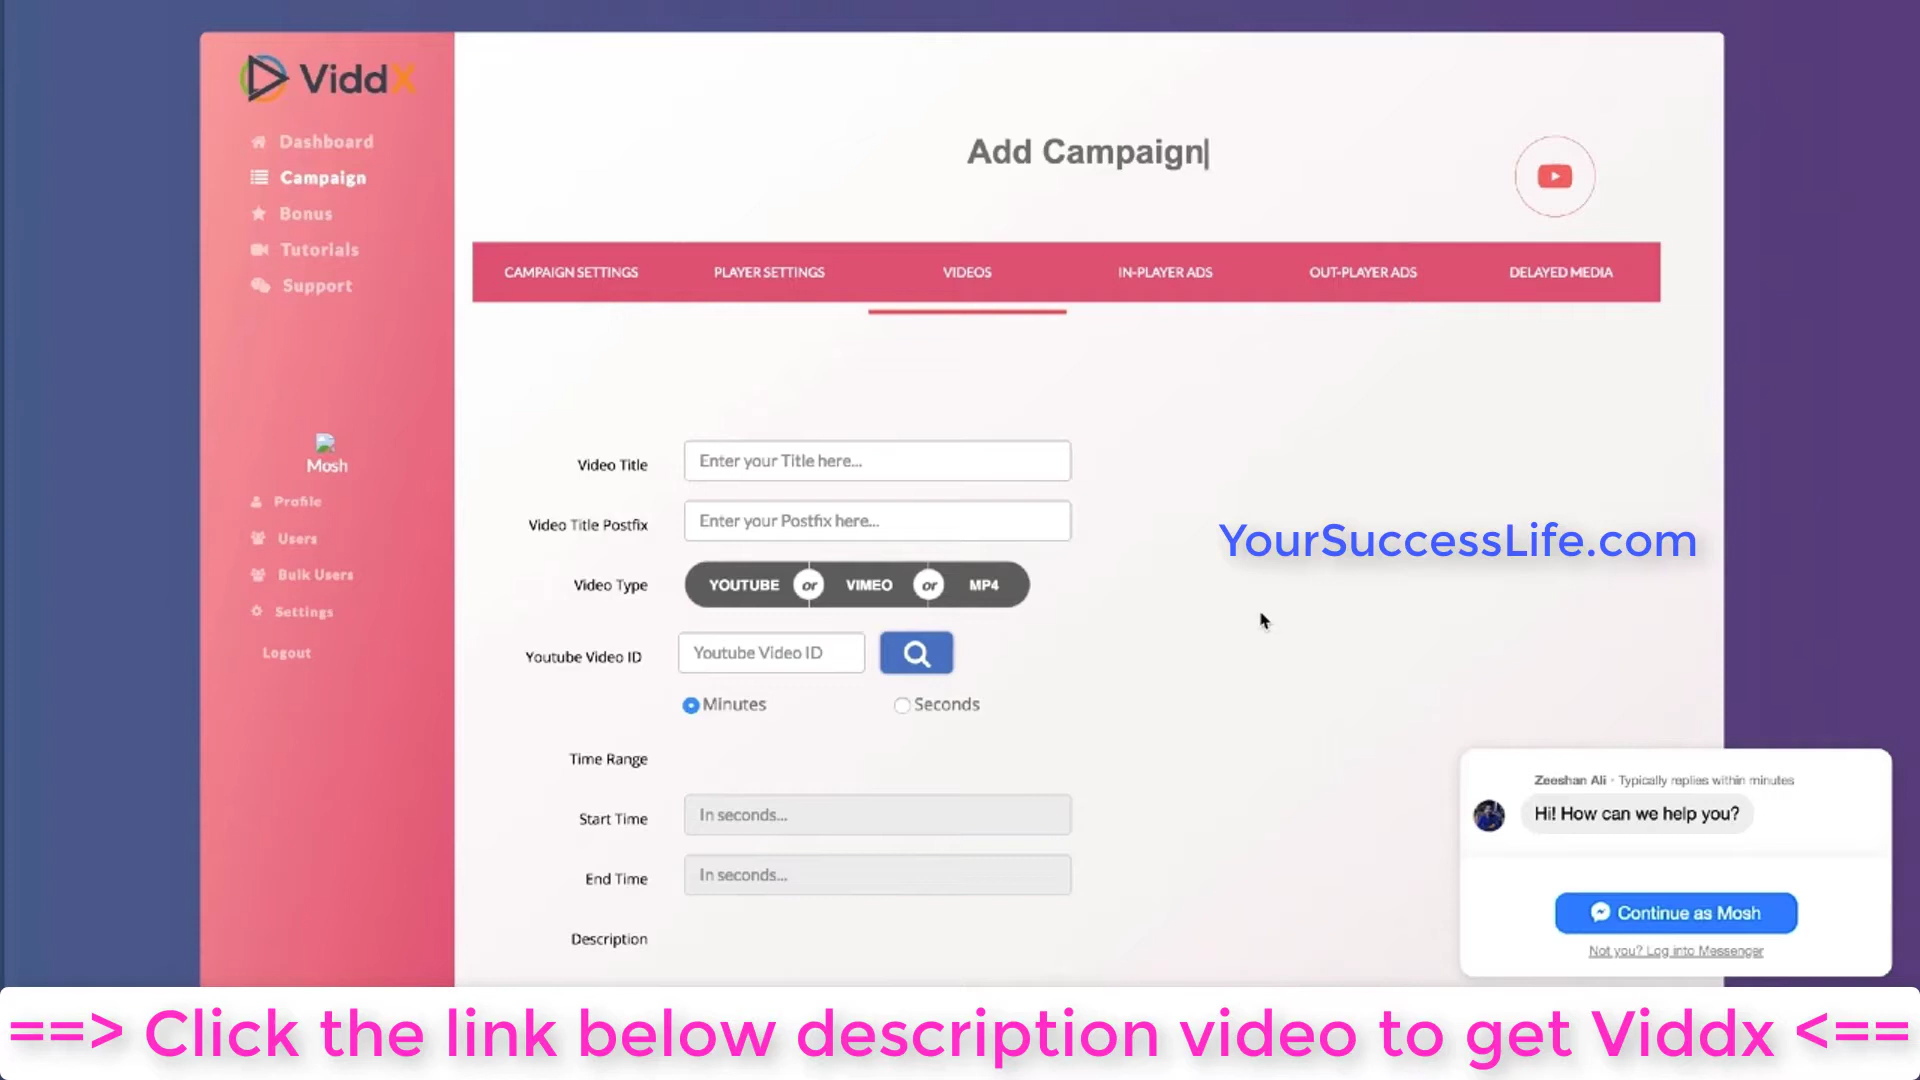 ViddX
Dashboard
Campaign
Bonus
Tutorials
Support
Mosh
Profile
Users
Bulk Users
Settings
Logout
Add Campaign
CAMPAIGN SETTINGS
PLAYER SETTINGS
VIDEOS
IN-PLAYER ADS
OUT-PLAYER ADS
DELAYED MEDIA
Video Title
Enter your Title here...
Video Title Postfix
Enter your Postfix here...
Video Type
YOUTUBE or VIMEO or MP4
Youtube Video ID
Youtube Video ID
Minutes
Seconds
Time Range
Start Time
In seconds...
End Time
In seconds...
Description
YourSuccessLife.com
Zeeshan Ali · Typically replies within minutes
Hi! How can we help you?
Continue as Mosh
Not you? Log into Messenger
==> Click the link below description video to get Viddx <==